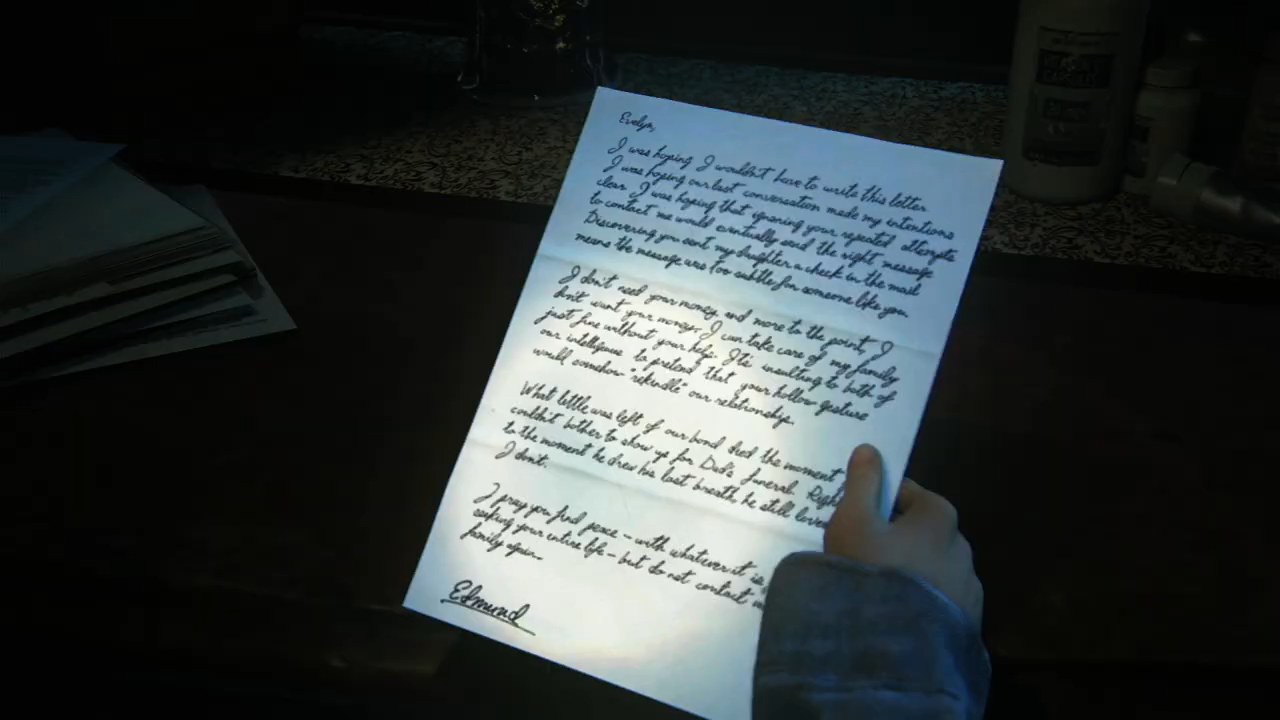 Evelyn,
I was hoping I wouldn't have to write this letter
I was hoping our last conversation made my intentions
clear. I was hoping that ignoring your repeated attempts
to contact me would eventually send the right message
Discovering you sent my daughter a check in the mail
means the message was too subtle for someone like you.
I don't need your money, and more to the point, I
don't want your money. I can take care of my family
just fine without your help. It's insulting to both of
our intelligence to pretend that your hollow gesture
would somehow "rekindle" our relationship.
What little was left of our bond died the moment
couldn't bother to show up for Dad's funeral. Right
to the moment he drew his last breath, he still loved
I don't.
I pray you find peace - with whatever it is
seeking your entire life - but do not contact
family again.
Edmund